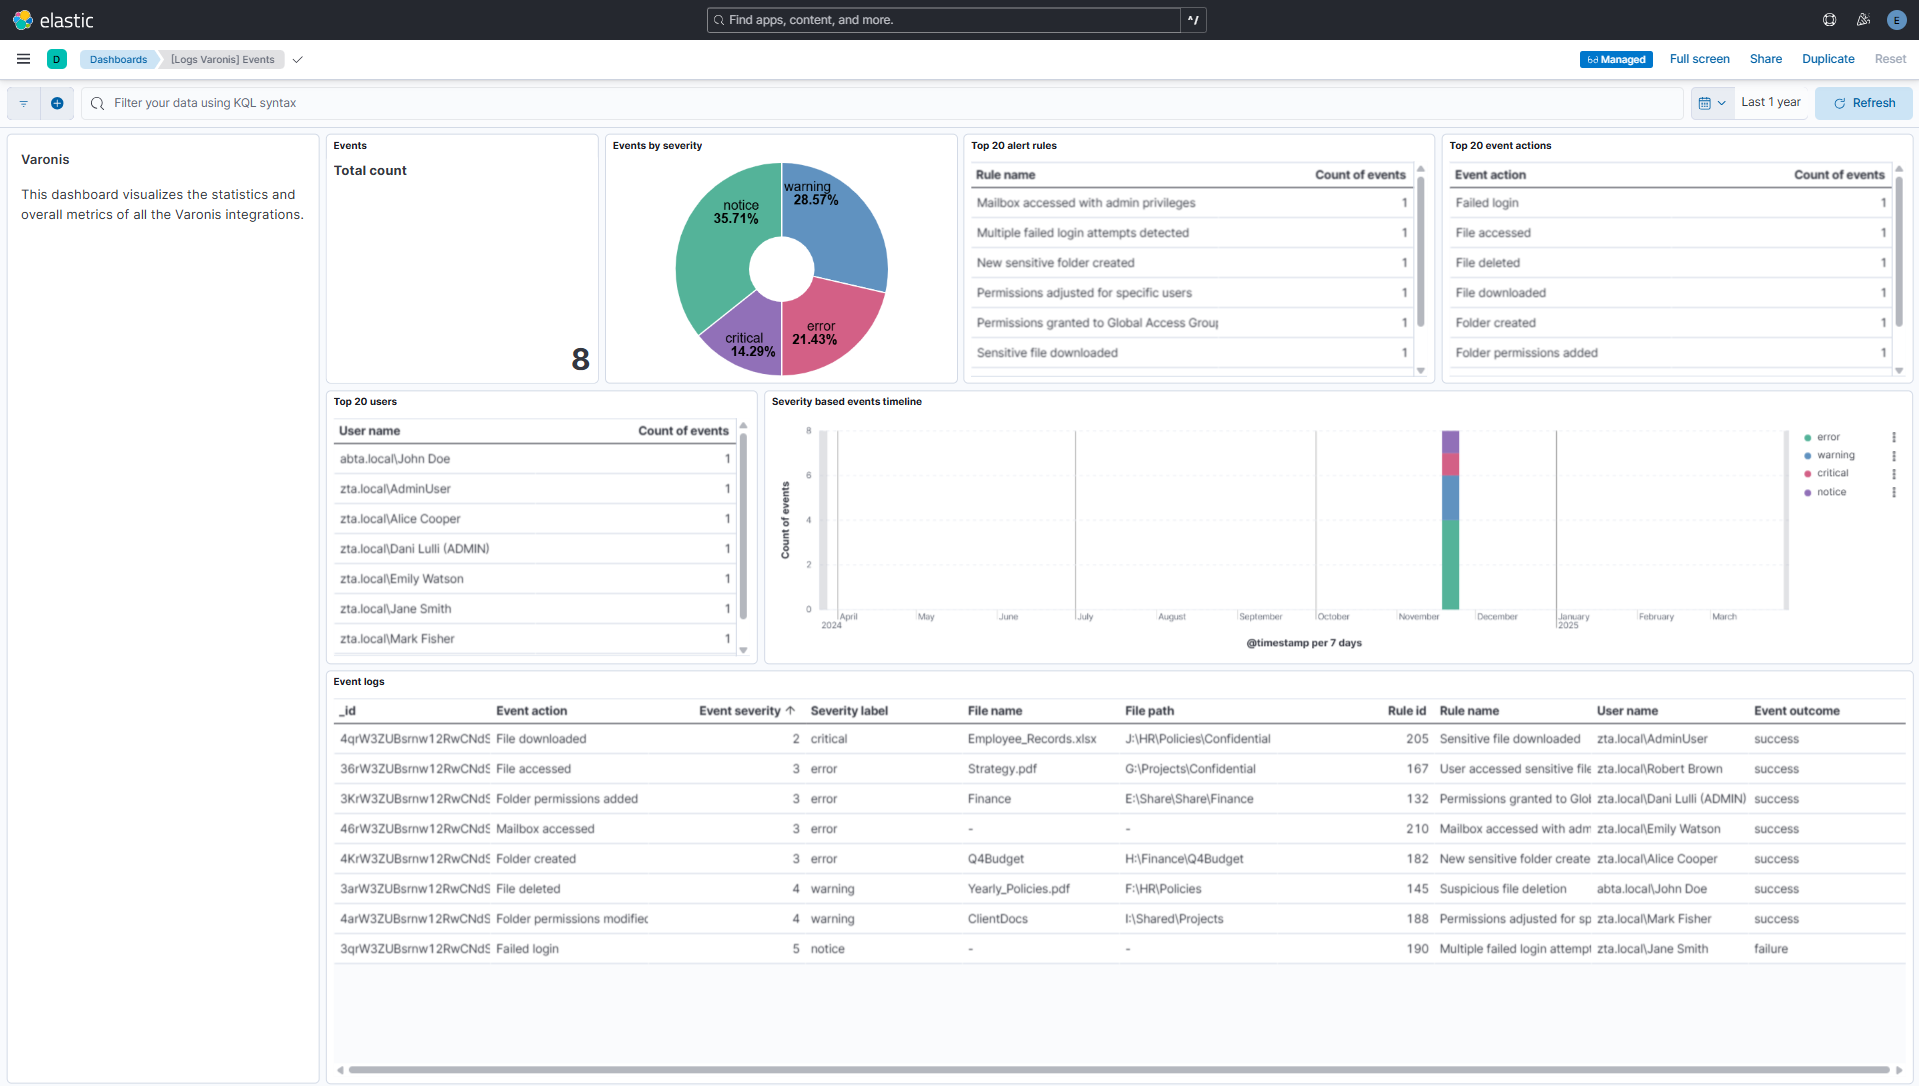 elastic
Find apps, content, and more.
^/
E
D
Dashboards
[Logs Varonis] Events
Managed
Full screen
Share
Duplicate
Reset
Filter your data using KQL syntax
Last 1 year
Refresh
Varonis
This dashboard visualizes the statistics and
overall metrics of all the Varonis integrations.
Events
Total count
8
Events by severity
warning
28.57%
notice
35.71%
error
21.43%
critical
14.29%
Top 20 alert rules
Rule name Count of events
Mailbox accessed with admin privileges 1
Multiple failed login attempts detected 1
New sensitive folder created 1
Permissions adjusted for specific users 1
Permissions granted to Global Access Group 1
Sensitive file downloaded 1
Top 20 event actions
Event action Count of events
Failed login 1
File accessed 1
File deleted 1
File downloaded 1
Folder created 1
Folder permissions added 1
Top 20 users
User name Count of events
abta.local\John Doe 1
zta.local\AdminUser 1
zta.local\Alice Cooper 1
zta.local\Dani Lulli (ADMIN) 1
zta.local\Emily Watson 1
zta.local\Jane Smith 1
zta.local\Mark Fisher 1
Severity based events timeline
Count of events
8
6
4
2
0
April
2024
May
June
July
August
September
October
November
December
January
2025
February
March
@timestamp per 7 days
error
warning
critical
notice
Event logs
_id Event action Event severity ↑ Severity label File name File path Rule id Rule name User name Event outcome
4qrW3ZUBsrnw12RwCNdS File downloaded 2 critical Employee_Records.xlsx J:\HR\Policies\Confidential 205 Sensitive file downloaded zta.local\AdminUser success
36rW3ZUBsrnw12RwCNdS File accessed 3 error Strategy.pdf G:\Projects\Confidential 167 User accessed sensitive file zta.local\Robert Brown success
3KrW3ZUBsrnw12RwCNdS Folder permissions added 3 error Finance E:\Share\Share\Finance 132 Permissions granted to Glol zta.local\Dani Lulli (ADMIN) success
46rW3ZUBsrnw12RwCNdS Mailbox accessed 3 error - - 210 Mailbox accessed with adm zta.local\Emily Watson success
4KrW3ZUBsrnw12RwCNdS Folder created 3 error Q4Budget H:\Finance\Q4Budget 182 New sensitive folder create zta.local\Alice Cooper success
3arW3ZUBsrnw12RwCNdS File deleted 4 warning Yearly_Policies.pdf F:\HR\Policies 145 Suspicious file deletion abta.local\John Doe success
4arW3ZUBsrnw12RwCNdS Folder permissions modified 4 warning ClientDocs I:\Shared\Projects 188 Permissions adjusted for sp zta.local\Mark Fisher success
3qrW3ZUBsrnw12RwCNdS Failed login 5 notice - - 190 Multiple failed login attempt zta.local\Jane Smith failure